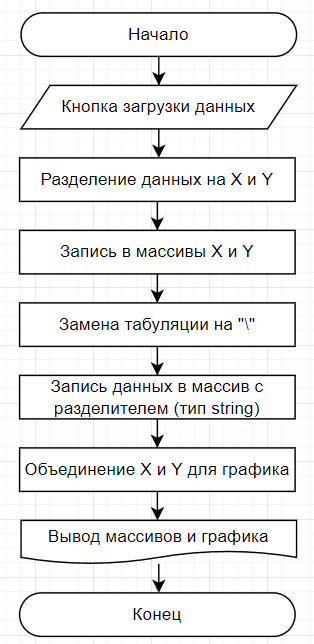 Начало
Кнопка загрузки данных
Разделение данных на X и Y
Запись в массивы X и Y
Замена табуляции на "\"
Запись данных в массив с
разделителем (тип string)
Объединение X и Y для графика
Вывод массивов и графика
Конец